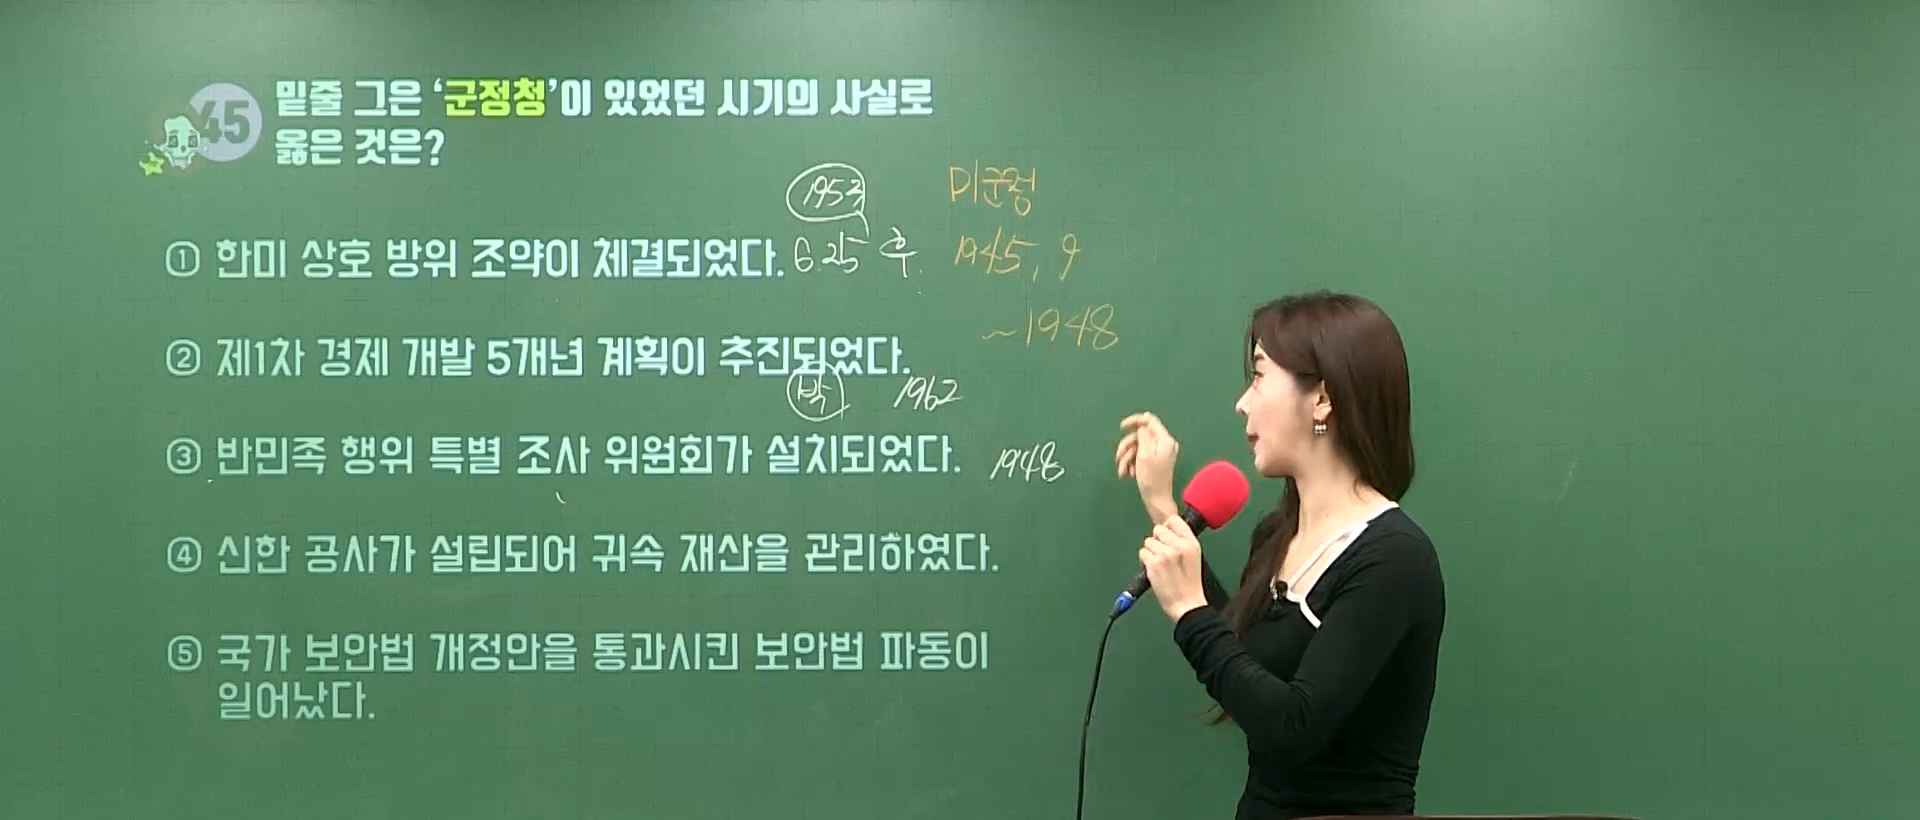 45 밑줄 그은 ‘군정청’이 있었던 시기의 사실로
옳은 것은?
1953
미군정
① 한미 상호 방위 조약이 체결되었다. 6.25 후
1945, 9
~1948
② 제1차 경제 개발 5개년 계획이 추진되었다.
박 1962
③ 반민족 행위 특별 조사 위원회가 설치되었다. 1948
④ 신한 공사가 설립되어 귀속 재산을 관리하였다.
⑤ 국가 보안법 개정안을 통과시킨 보안법 파동이
일어났다.